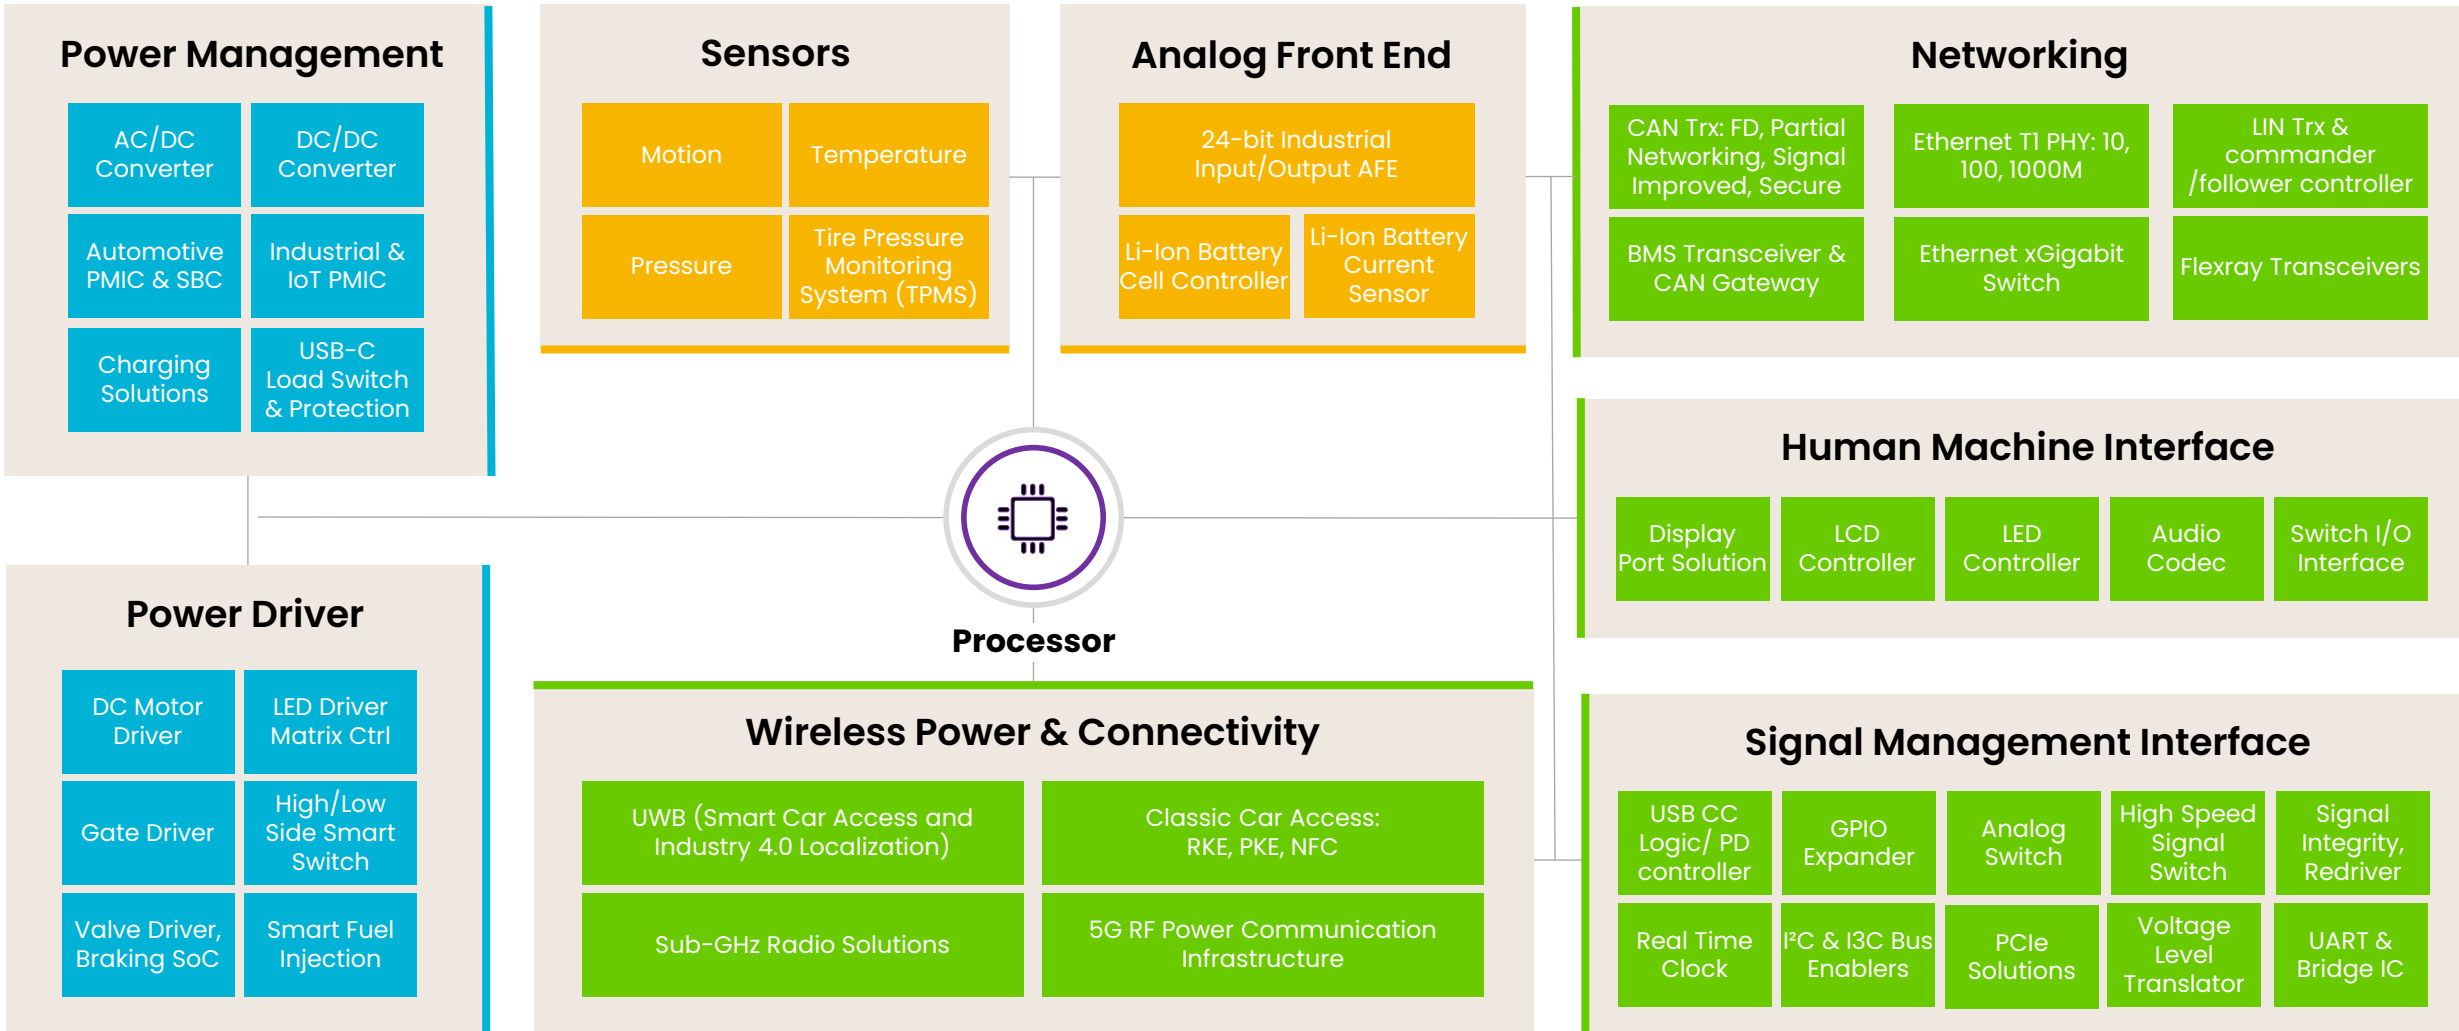 Power Management
AC/DC
Converter
DC/DC
Converter
Automotive
PMIC & SBC
Industrial &
IoT PMIC
Charging
Solutions
USB-C
Load Switch
& Protection
Sensors
Motion
Temperature
Pressure
Tire Pressure
Monitoring
System (TPMS)
Analog Front End
24-bit Industrial
Input/Output AFE
Li-Ion Battery
Cell Controller
Li-Ion Battery
Current
Sensor
Networking
CAN Trx: FD, Partial
Networking, Signal
Improved, Secure
Ethernet T1 PHY: 10,
100, 1000M
LIN Trx &
commander
/follower controller
BMS Transceiver &
CAN Gateway
Ethernet xGigabit
Switch
Flexray Transceivers
Human Machine Interface
Display
Port Solution
LCD
Controller
LED
Controller
Audio
Codec
Switch I/O
Interface
Processor
Power Driver
DC Motor
Driver
LED Driver
Matrix Ctrl
Gate Driver
High/Low
Side Smart
Switch
Valve Driver,
Braking SoC
Smart Fuel
Injection
Wireless Power & Connectivity
UWB (Smart Car Access and
Industry 4.0 Localization)
Classic Car Access:
RKE, PKE, NFC
Sub-GHz Radio Solutions
5G RF Power Communication
Infrastructure
Signal Management Interface
USB CC
Logic/ PD
controller
GPIO
Expander
Analog
Switch
High Speed
Signal
Switch
Signal
Integrity,
Redriver
Real Time
Clock
I²C & I3C Bus
Enablers
PCIe
Solutions
Voltage
Level
Translator
UART &
Bridge IC